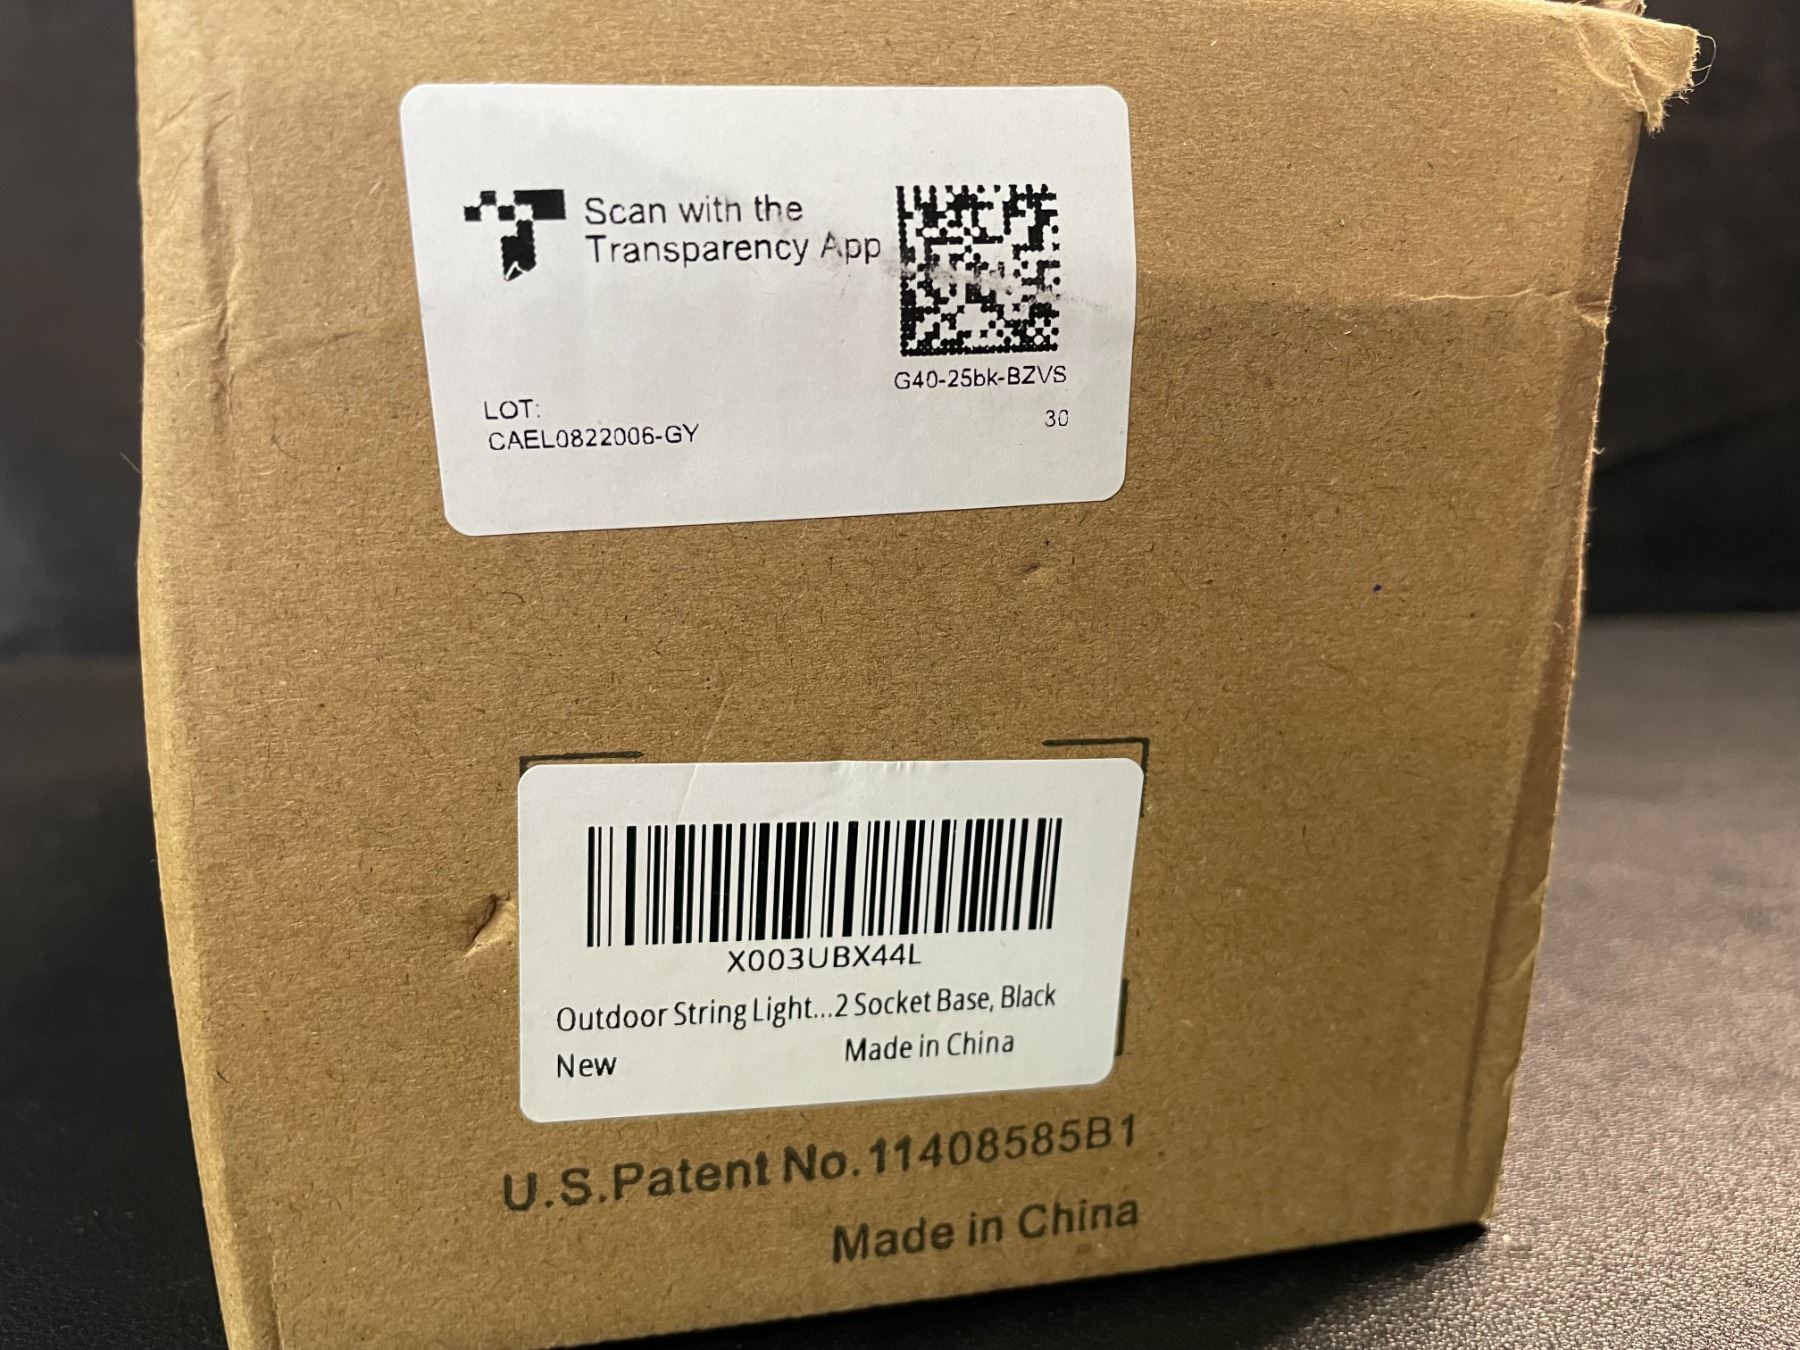 Scan with the
Transparency App
G40-25bk-BZVS
30
LOT:
CAEL0822006-GY
X003UBX44L
Outdoor String Light...2 Socket Base, Black
New Made in China
U.S.Patent No.11408585B1
Made in China